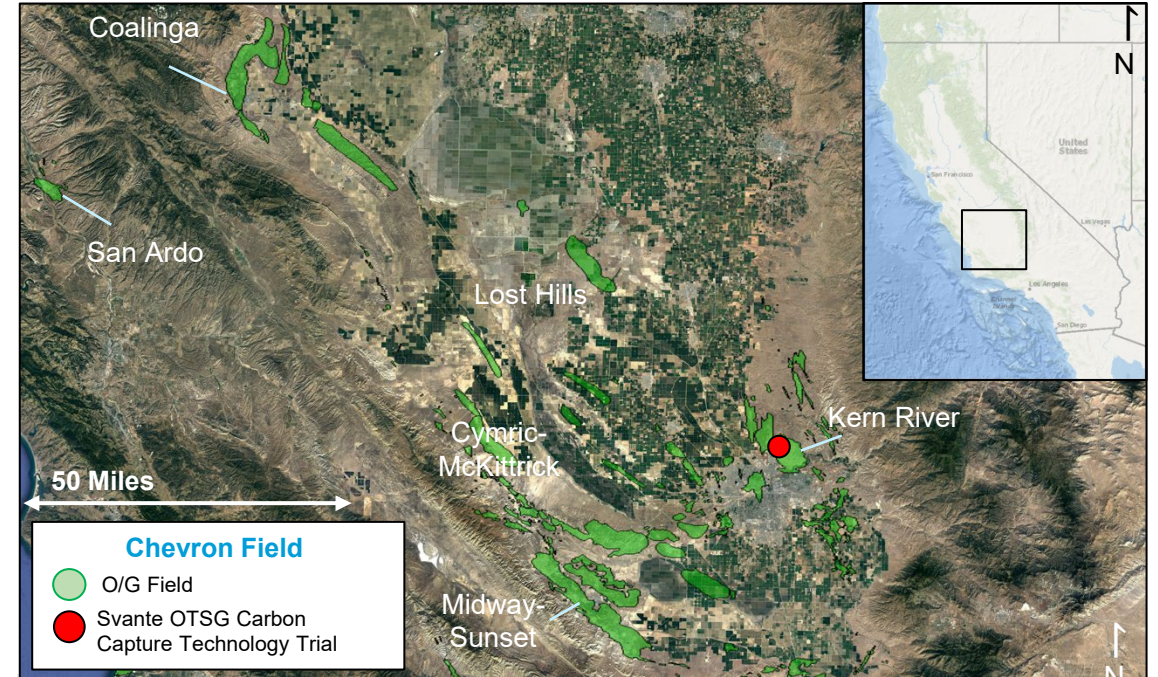 Coalinga
San Ardo
Lost Hills
Cymric-
McKittrick
Kern River
Midway-
Sunset
50 Miles
Chevron Field
O/G Field
Svante OTSG Carbon
Capture Technology Trial
N
United
States
San Francisco
Las Vegas
Los Angeles
San Diego
N